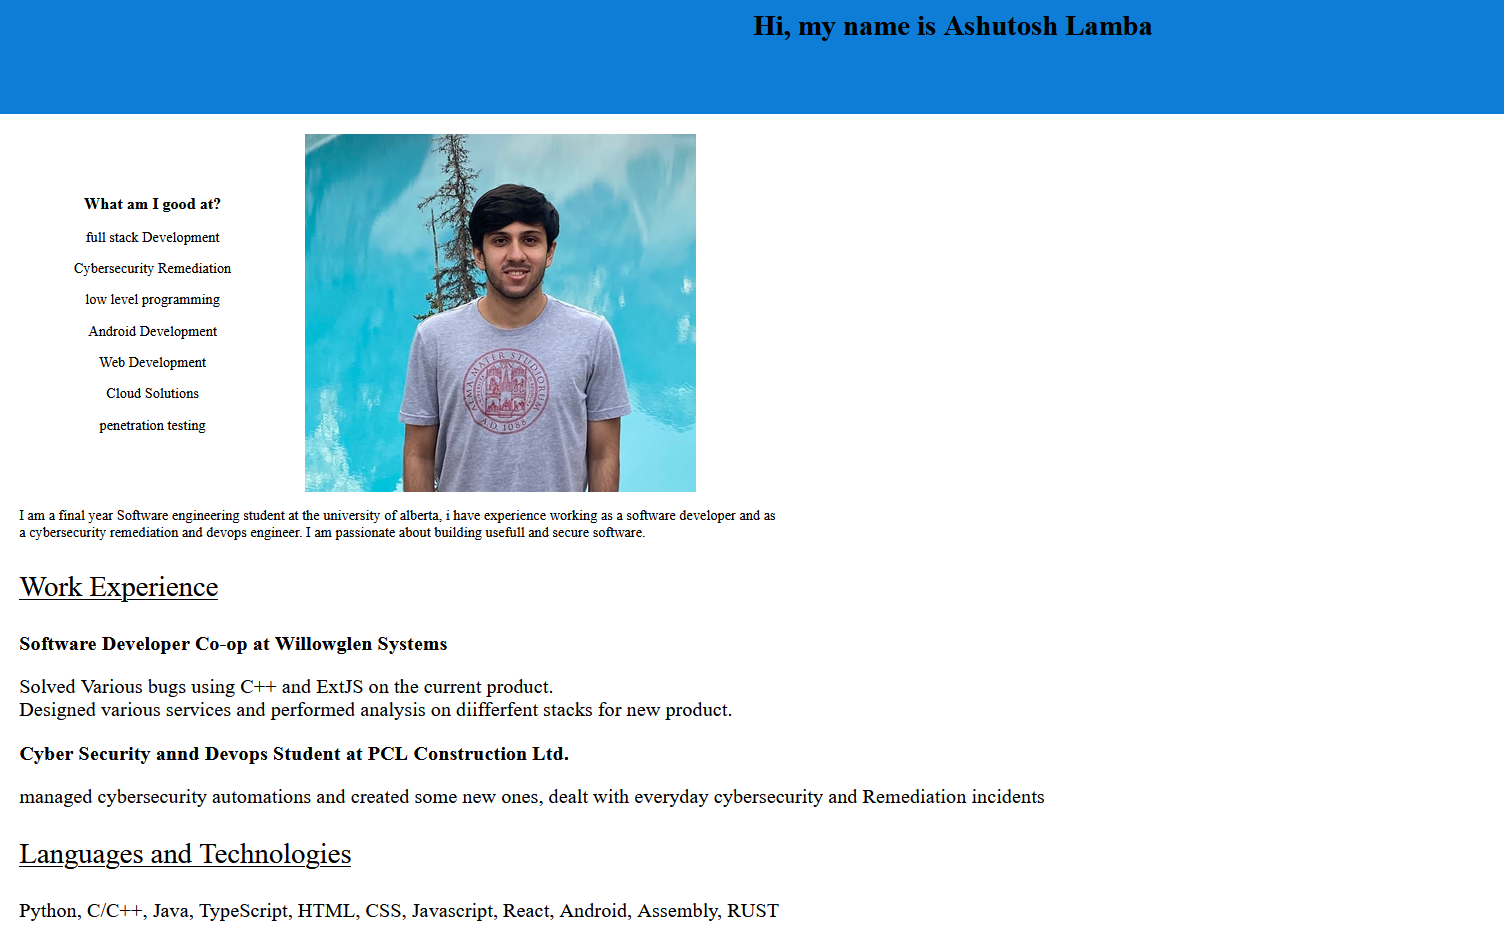 Hi, my name is Ashutosh Lamba
What am I good at?
full stack Development
Cybersecurity Remediation
low level programming
Android Development
Web Development
Cloud Solutions
penetration testing
ALMA MATER STUDIORUM
A.D. 1088
I am a final year Software engineering student at the university of alberta, i have experience working as a software developer and as
a cybersecurity remediation and devops engineer. I am passionate about building usefull and secure software.
Work Experience
Software Developer Co-op at Willowglen Systems
Solved Various bugs using C++ and ExtJS on the current product.
Designed various services and performed analysis on diifferfent stacks for new product.
Cyber Security annd Devops Student at PCL Construction Ltd.
managed cybersecurity automations and created some new ones, dealt with everyday cybersecurity and Remediation incidents
Languages and Technologies
Python, C/C++, Java, TypeScript, HTML, CSS, Javascript, React, Android, Assembly, RUST